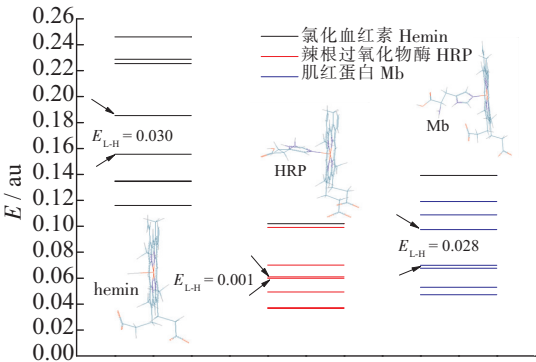 E / au
0.26
0.24
0.22
0.20
0.18
0.16
0.14
0.12
0.10
0.08
0.06
0.04
0.02
0.00
氯化血红素 Hemin
辣根过氧化物酶 HRP
肌红蛋白 Mb
E_L-H = 0.030
hemin
HRP
E_L-H = 0.001
Mb
E_L-H = 0.028